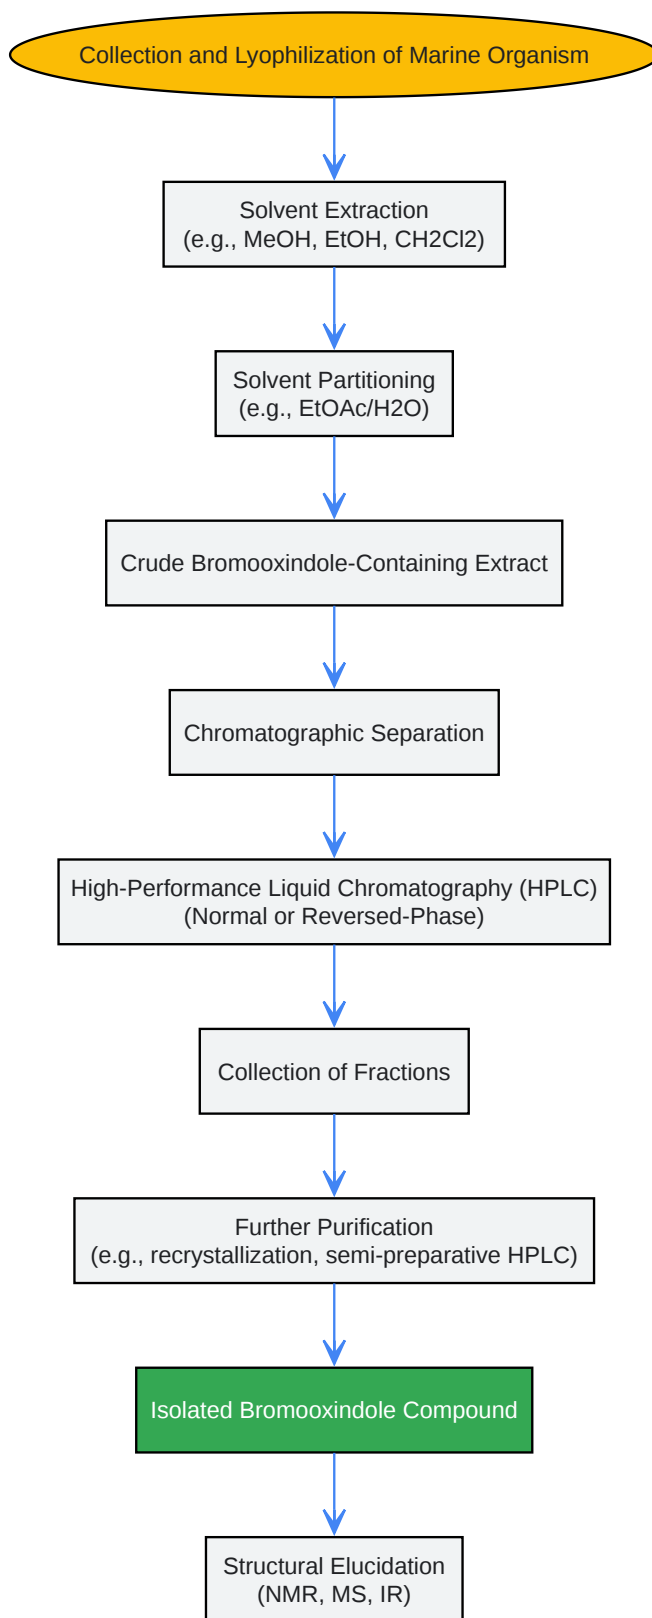 Collection and Lyophilization of Marine Organism
Solvent Extraction
(e.g., MeOH, EtOH, CH2Cl2)
Solvent Partitioning
(e.g., EtOAc/H2O)
Crude Bromooxindole-Containing Extract
Chromatographic Separation
High-Performance Liquid Chromatography (HPLC)
(Normal or Reversed-Phase)
Collection of Fractions
Further Purification
(e.g., recrystallization, semi-preparative HPLC)
Isolated Bromooxindole Compound
Structural Elucidation
(NMR, MS, IR)